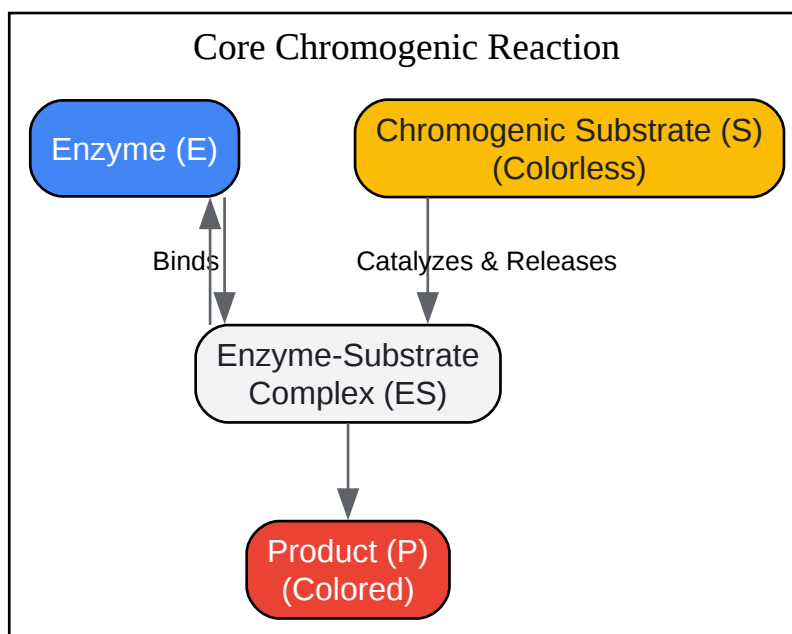 Core Chromogenic Reaction
Enzyme (E)
Chromogenic Substrate (S)
(Colorless)
Binds
Catalyzes & Releases
Enzyme-Substrate
Complex (ES)
Product (P)
(Colored)